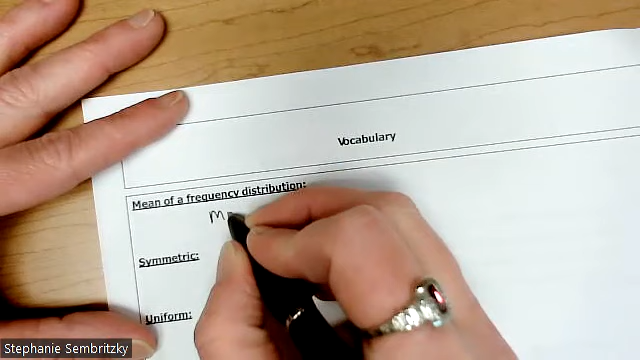 Vocabulary
Mean of a frequency distribution:
M
Symmetric:
Uniform:
Stephanie Sembritzky